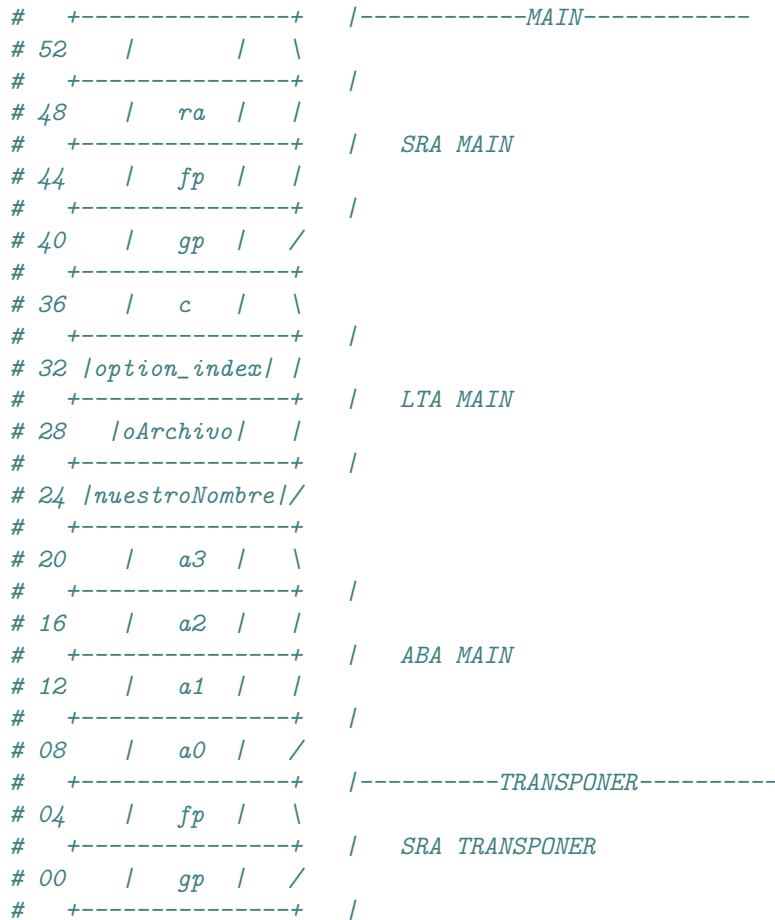 #   +---------------+   |------------MAIN------------
# 52    |       |   \
#   +---------------+   |
# 48    |   ra  |   |
#   +---------------+   |   SRA MAIN
# 44    |   fp  |   |
#   +---------------+   |
# 40    |   gp  |   /
#   +---------------+
# 36    |   c   |   \
#   +---------------+   |
# 32 |option_index| |
#   +---------------+   |   LTA MAIN
# 28   |oArchivo|   |
#   +---------------+   |
# 24 |nuestroNombre|/
#   +---------------+
# 20    |   a3  |   \
#   +---------------+   |
# 16    |   a2  |   |
#   +---------------+   |   ABA MAIN
# 12    |   a1  |   |
#   +---------------+   |
# 08    |   a0  |   /
#   +---------------+   |----------TRANSPONER----------
# 04    |   fp  |   \
#   +---------------+   |   SRA TRANSPONER
# 00    |   gp  |   /
#   +---------------+   |